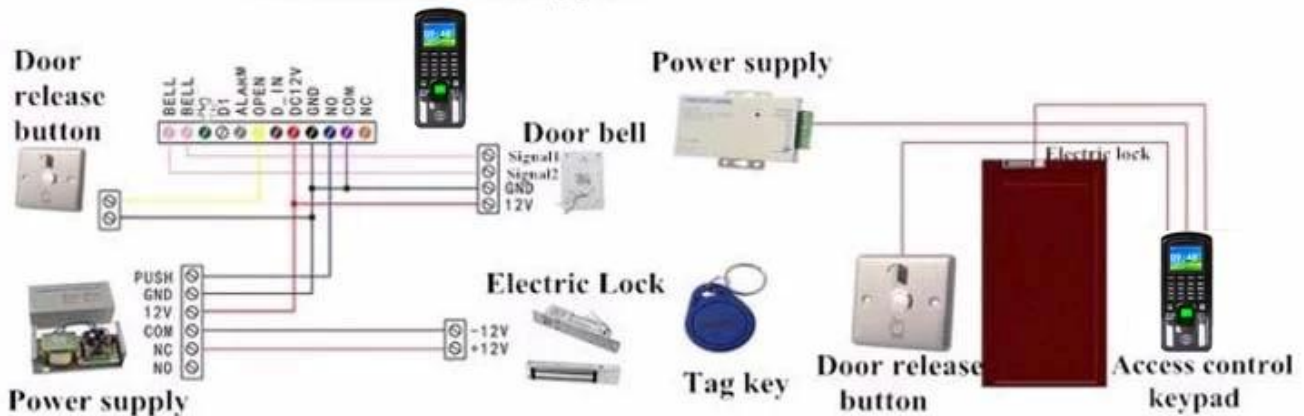 Door
release
button
BELL
BELL
D1
ALARM
OPEN
D_IN
DC12V
GND
NO
COM
NC
09:48
Door bell
Signal1
Signal2
GND
12V
PUSH
GND
12V
COM
NC
NO
Power supply
Electric Lock
-12V
+12V
Power supply
Electric lock
Tag key
Door release
button
Access control
keypad